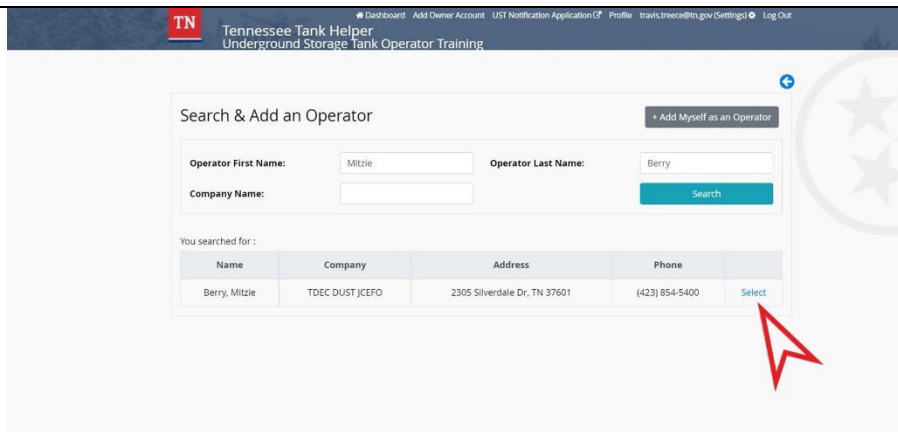 TN
Dashboard Add Owner Account UST Notification Application Profile travis.treece@tn.gov (Settings) Log Out
Tennessee Tank Helper
Underground Storage Tank Operator Training
Search & Add an Operator
+ Add Myself as an Operator
Operator First Name: Mitzie Operator Last Name: Berry
Company Name: Search
You searched for :
Name Company Address Phone
Berry, Mitzie TDEC DUST JCEFO 2305 Silverdale Dr, TN 37601 (423) 854-5400 Select